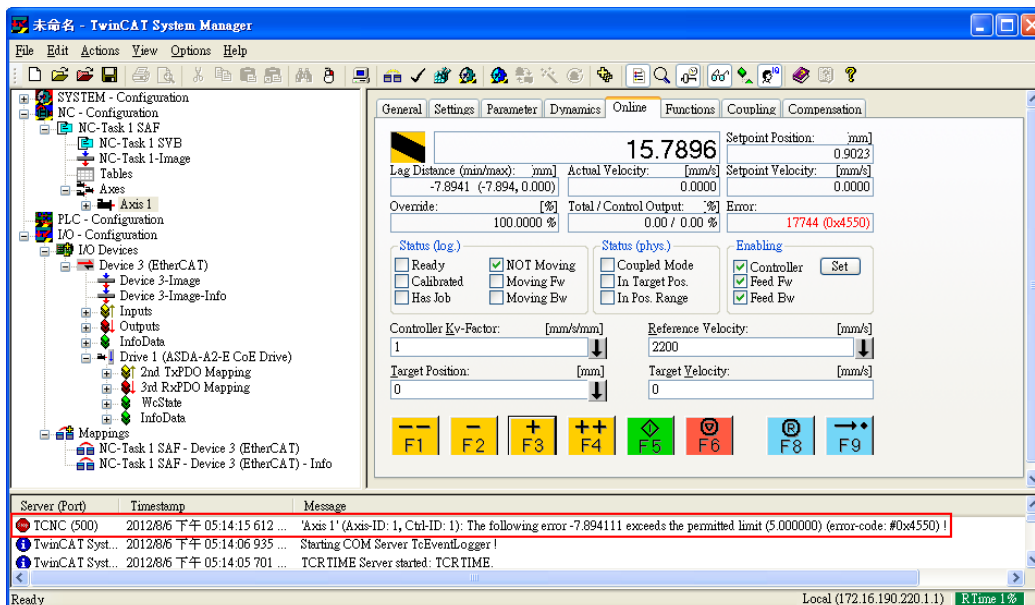 未命名 - TwinCAT System Manager
File Edit Actions View Options Help
SYSTEM - Configuration
NC - Configuration
NC-Task 1 SAF
NC-Task 1 SVB
NC-Task 1-Image
Tables
Axes
Axis 1
PLC - Configuration
I/O - Configuration
I/O Devices
Device 3 (EtherCAT)
Device 3-Image
Device 3-Image-Info
Inputs
Outputs
InfoData
Drive 1 (ASDA-A2-E CoE Drive)
2nd TxPDO Mapping
3rd RxPDO Mapping
WcState
InfoData
Mappings
NC-Task 1 SAF - Device 3 (EtherCAT)
NC-Task 1 SAF - Device 3 (EtherCAT) - Info
General Settings Parameter Dynamics Online Functions Coupling Compensation
15.7896
Setpoint Position: mm]
0.9023
Lag Distance (min/max): mm] Actual Velocity: [mm/s] Setpoint Velocity: [mm/s]
-7.8941 (-7.894, 0.000) 0.0000 0.0000
Override: [%] Total / Control Output: %] Error:
100.0000 % 0.00 / 0.00 % 17744 (0x4550)
Status (log.) Status (phys.) Enabling
Ready NOT Moving Coupled Mode Controller Set
Calibrated Moving Fw In Target Pos. Feed Fw
Has Job Moving Bw In Pos. Range Feed Bw
Controller Kv-Factor: [mm/s/mm] Reference Velocity: [mm/s]
1 2200
Target Position: [mm] Target Velocity: [mm/s]
0 0
-- - + ++ R
F1 F2 F3 F4 F5 F6 F8 F9
Server (Port) Timestamp Message
TCNC (500) 2012/8/6 下午 05:14:15 612 ... 'Axis 1' (Axis-ID: 1, Ctrl-ID: 1): The following error -7.894111 exceeds the permitted limit (5.000000) (error-code: #0x4550) !
TwinCAT Syst... 2012/8/6 下午 05:14:06 935 ... Starting COM Server TcEventLogger !
TwinCAT Syst... 2012/8/6 下午 05:14:05 701 ... TCRTIME Server started: TCRTIME.
Ready Local (172.16.190.220.1.1) RTime 1%